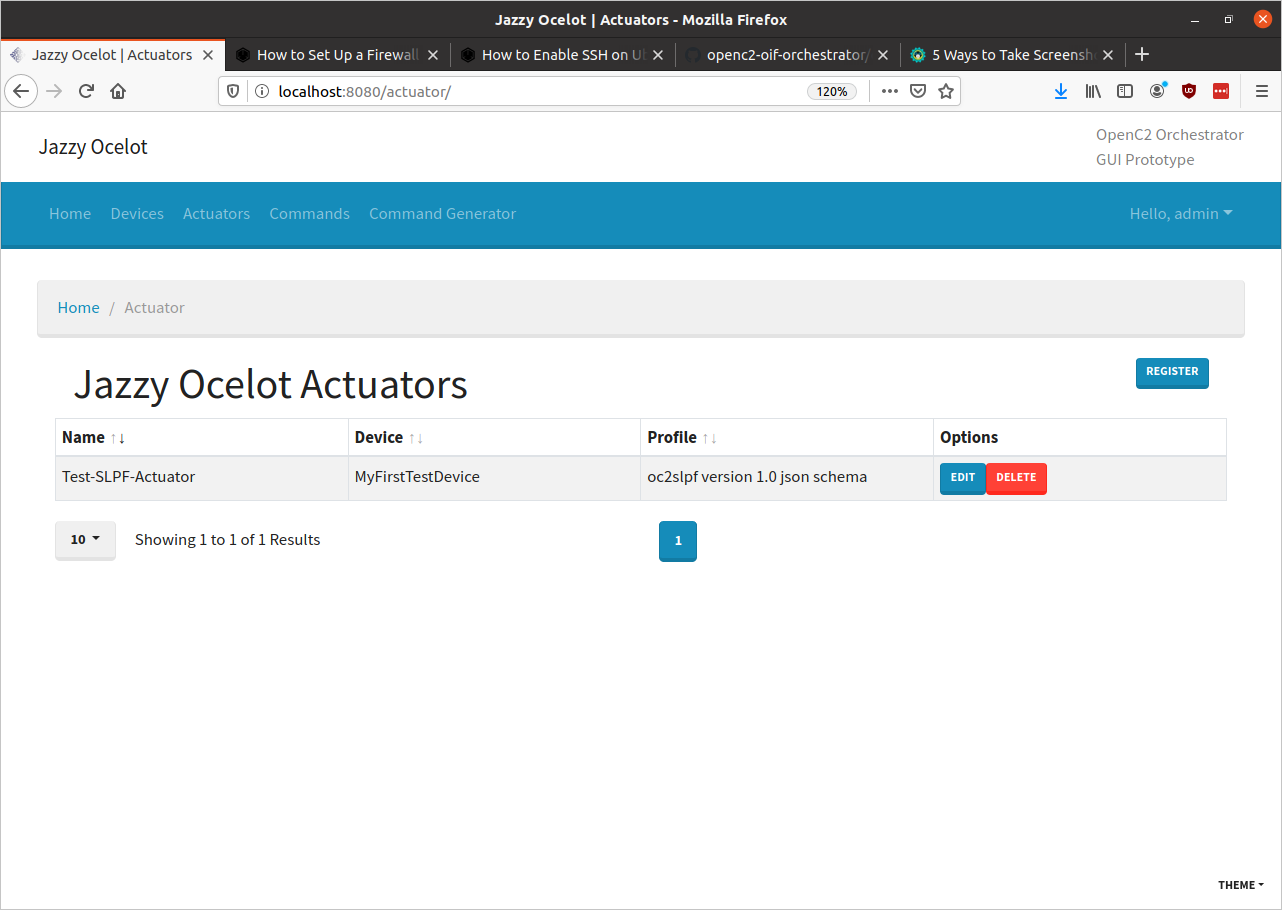 Jazzy Ocelot | Actuators - Mozilla Firefox
Jazzy Ocelot | Actuators How to Set Up a Firewall How to Enable SSH on openc2-oif-orchestrator/ 5 Ways to Take
localhost:8080/actuator/ 120%
Jazzy Ocelot
OpenC2 Orchestrator
GUI Prototype
Home Devices Actuators Commands Command Generator Hello, admin
Home / Actuator
Jazzy Ocelot Actuators
REGISTER
Name ↑↓ Device ↑↓ Profile ↑↓ Options
Test-SLPF-Actuator MyFirstTestDevice oc2slpf version 1.0 json schema EDIT DELETE
10 Showing 1 to 1 of 1 Results 1
THEME